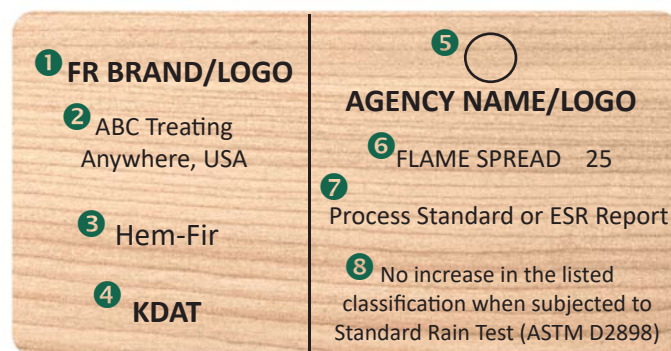 1 FR BRAND/LOGO
2 ABC Treating
Anywhere, USA
3 Hem-Fir
4 KDAT
5
AGENCY NAME/LOGO
6 FLAME SPREAD 25
7
Process Standard or ESR Report
8 No increase in the listed
classification when subjected to
Standard Rain Test (ASTM D2898)